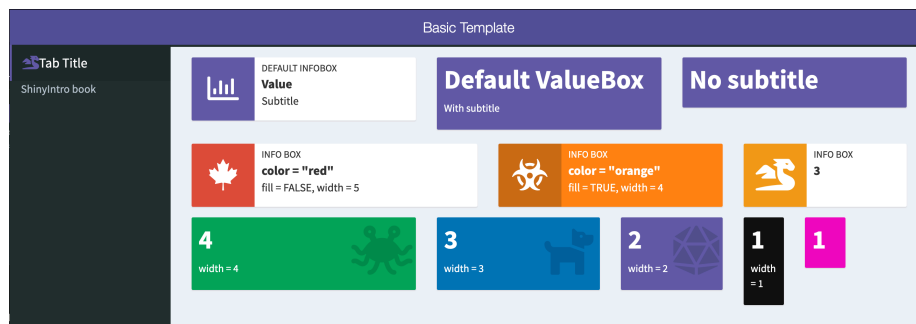 Basic Template
Tab Title
ShinyIntro book
DEFAULT INFOBOX
Value
Subtitle
Default ValueBox
With subtitle
No subtitle
INFO BOX
color = "red"
fill = FALSE, width = 5
INFO BOX
color = "orange"
fill = TRUE, width = 4
INFO BOX
3
4
width = 4
3
width = 3
2
width = 2
1
width
= 1
1